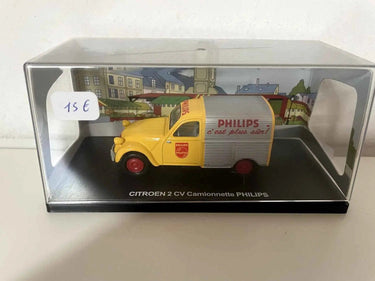 15 €
PHILIPS
c'est plus sûr!
CITROEN 2 CV Camionnette PHILIPS